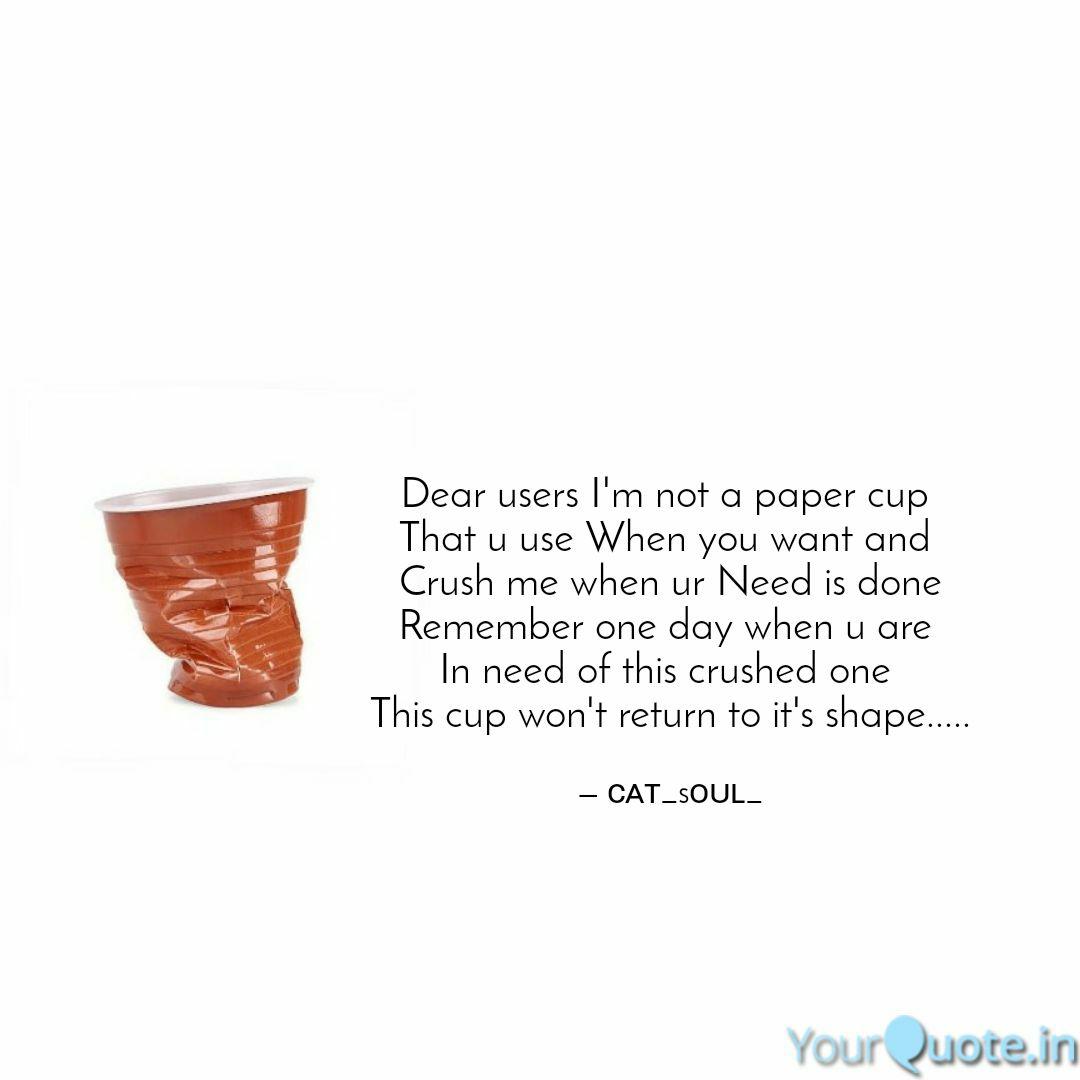 Dear users I'm not a paper cup
That u use When you want and
Crush me when ur Need is done
Remember one day when u are
In need of this crushed one
This cup won't return to it's shape.....
— CAT_sOUL_
YourQuote.in